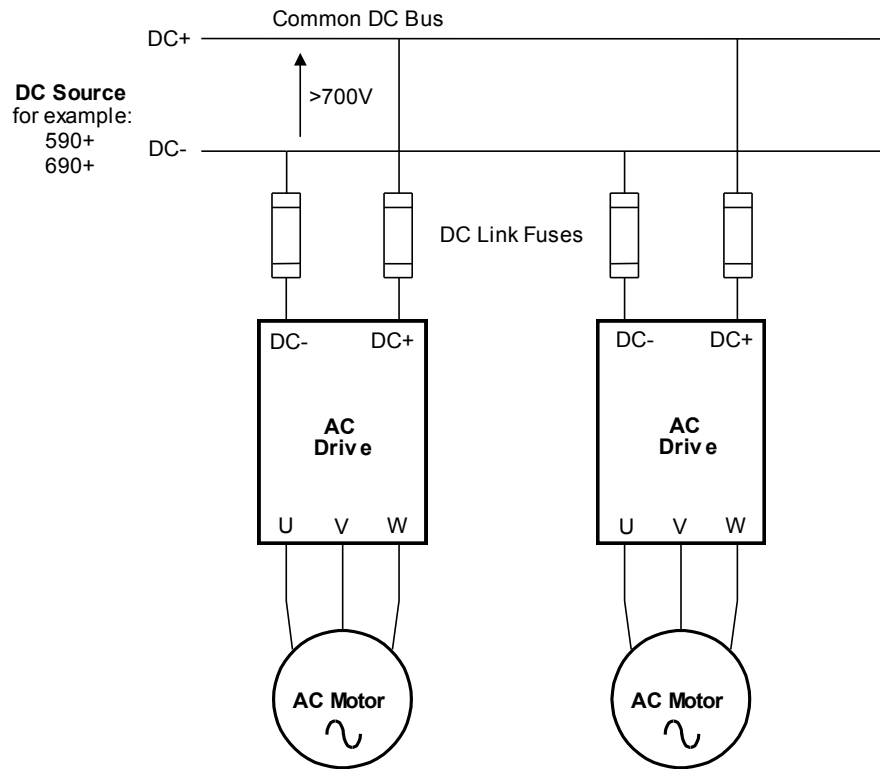 Common DC Bus
DC+
>700V
DC Source
for example:
590+
690+
DC-
DC Link Fuses
DC-
DC+
AC
Drive
U
V
W
AC Motor
DC-
DC+
AC
Drive
U
V
W
AC Motor